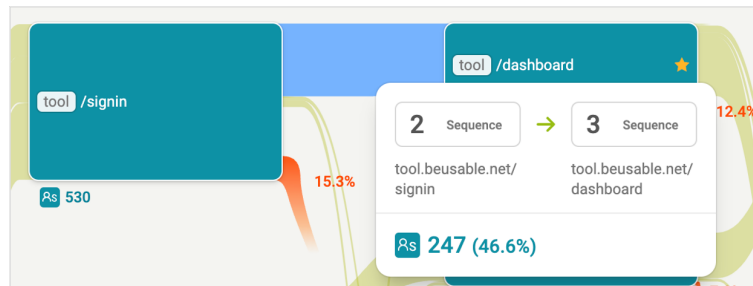 tool /dashboard
tool /signin
12.4%
2 Sequence
3 Sequence
15.3%
tool.beusable.net/
signin
tool.beusable.net/
dashboard
530
247 (46.6%)